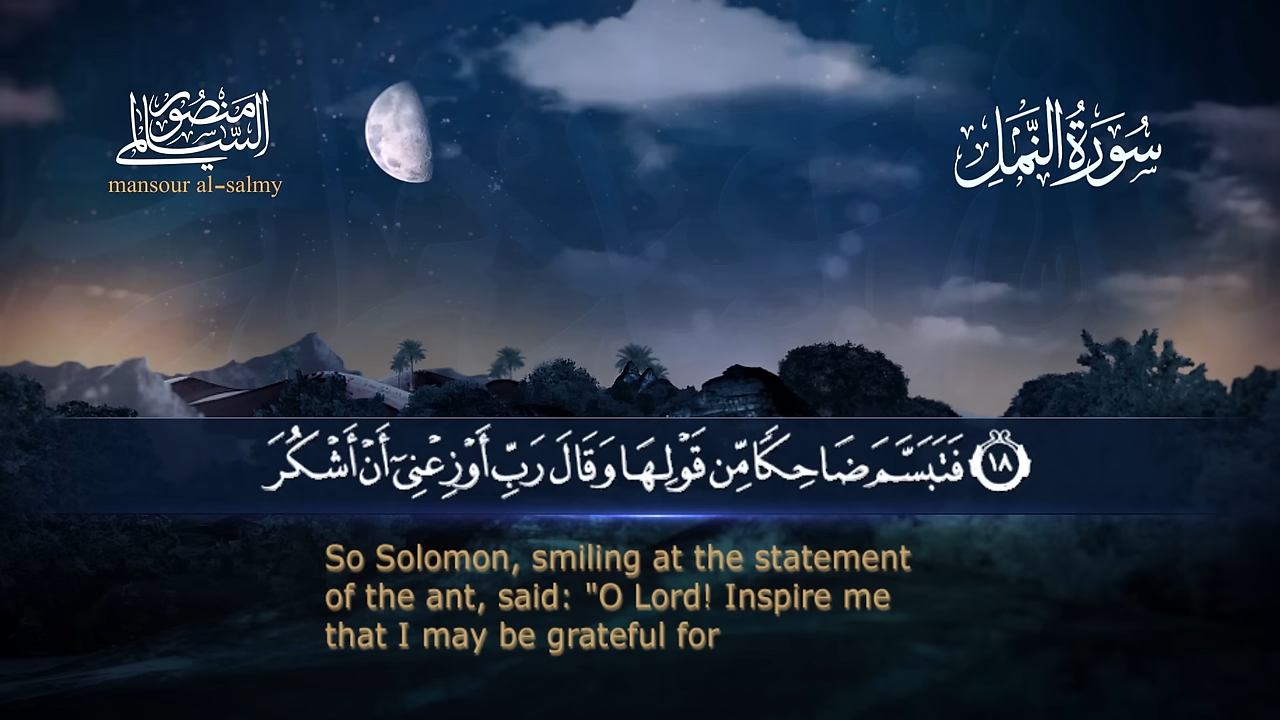 منصور السالمي
mansour al-salmy
سُورَةُ النَّمْلِ
١٨ فَتَبَسَّمَ ضَاحِكًا مِّن قَوْلِهَا وَقَالَ رَبِّ أَوْزِعْنِىٓ أَنْ أَشْكُرَ
So Solomon, smiling at the statement
of the ant, said: "O Lord! Inspire me
that I may be grateful for